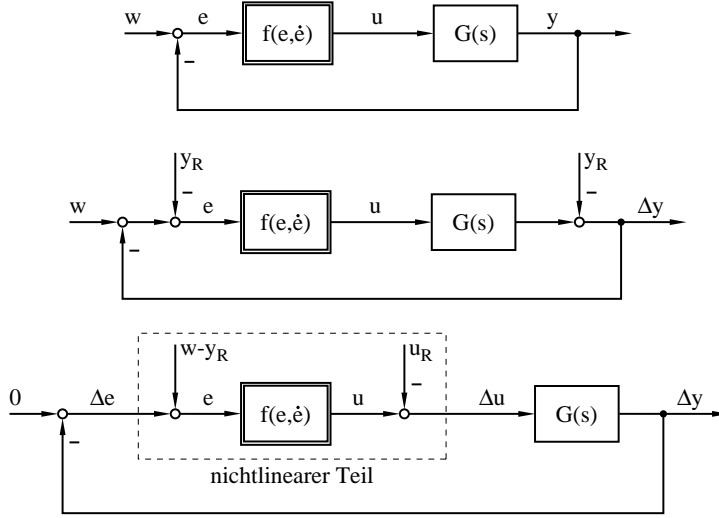 w e f(e,ė) u G(s) y
−
y_R y_R
− −
w e f(e,ė) u G(s) Δy
−
w-y_R u_R
−
0 Δe e f(e,ė) u Δu G(s) Δy
−
nichtlinearer Teil